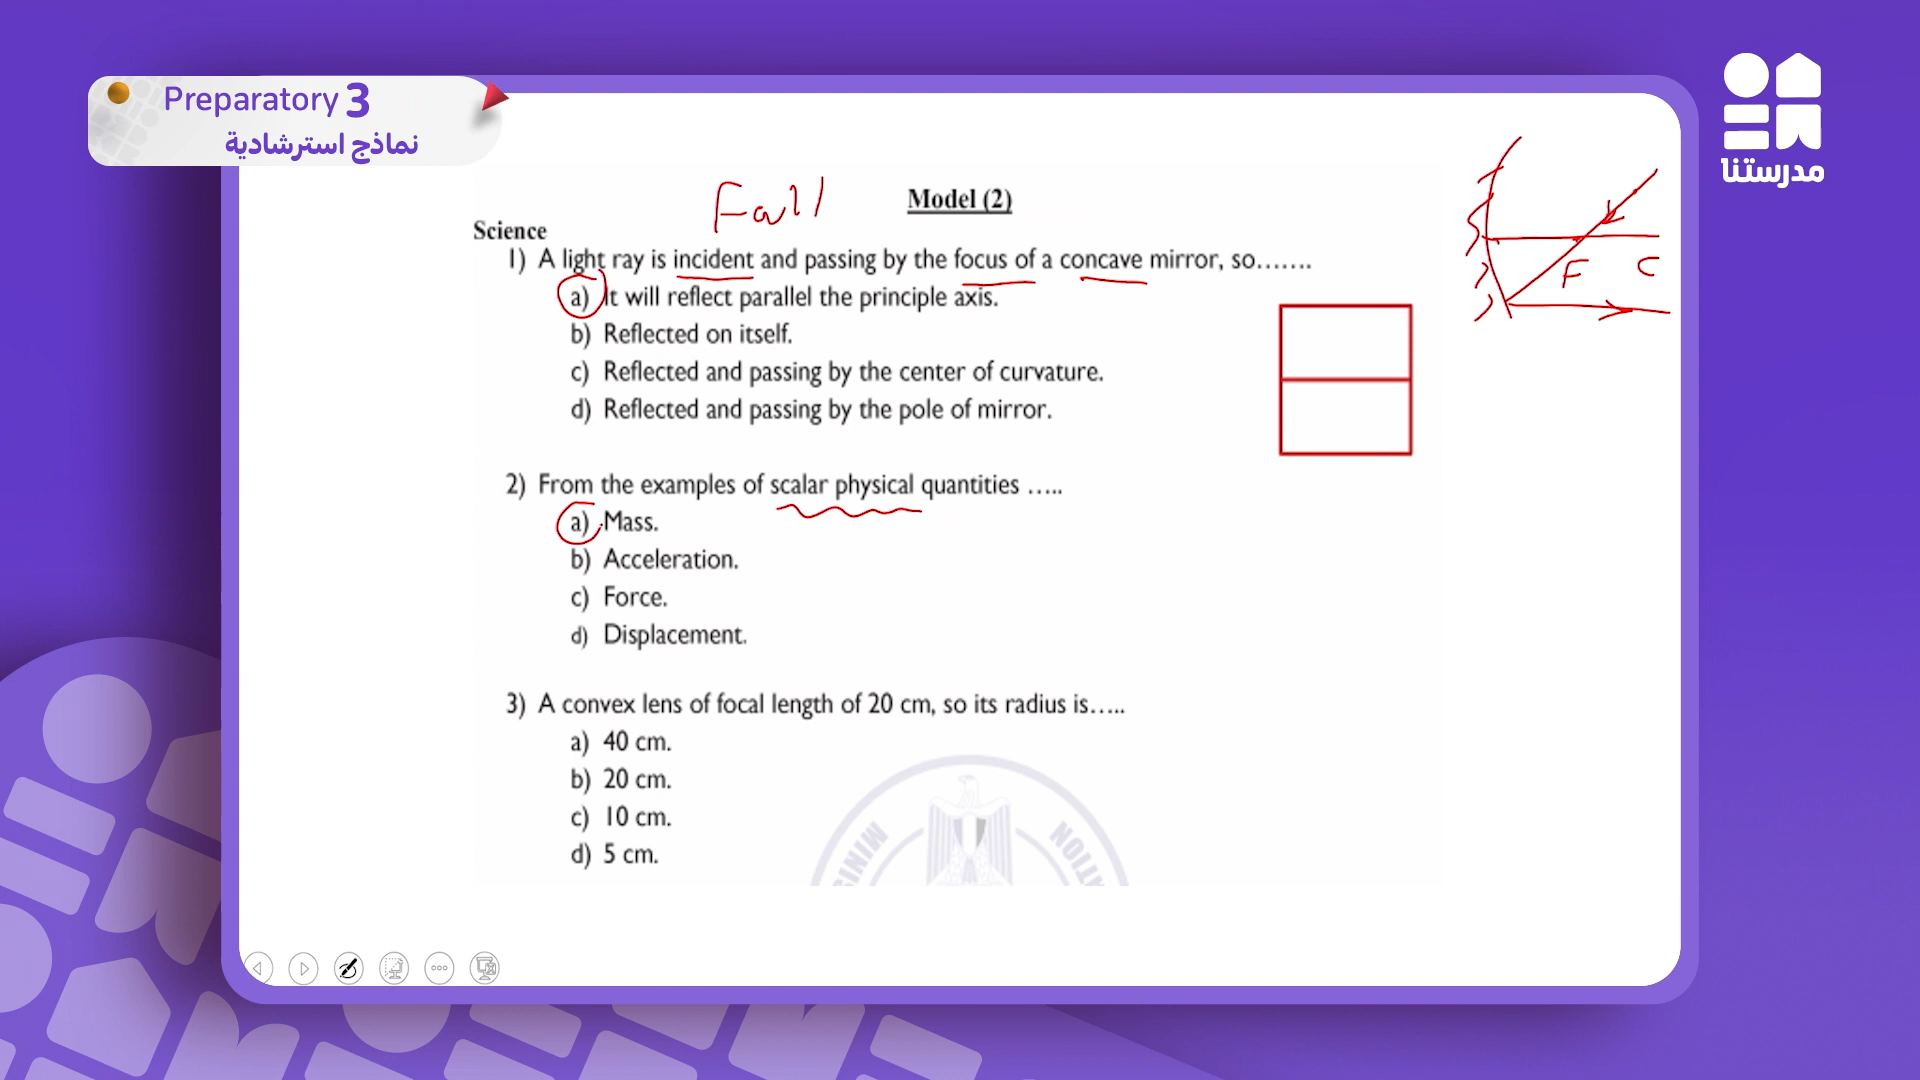 Preparatory 3
نماذج استرشادية
مدرستنا
Fall
Model (2)
Science
1) A light ray is incident and passing by the focus of a concave mirror, so.......
a) It will reflect parallel the principle axis.
b) Reflected on itself.
c) Reflected and passing by the center of curvature.
d) Reflected and passing by the pole of mirror.
F C
2) From the examples of scalar physical quantities .....
a) Mass.
b) Acceleration.
c) Force.
d) Displacement.
3) A convex lens of focal length of 20 cm, so its radius is.....
a) 40 cm.
b) 20 cm.
c) 10 cm.
d) 5 cm.